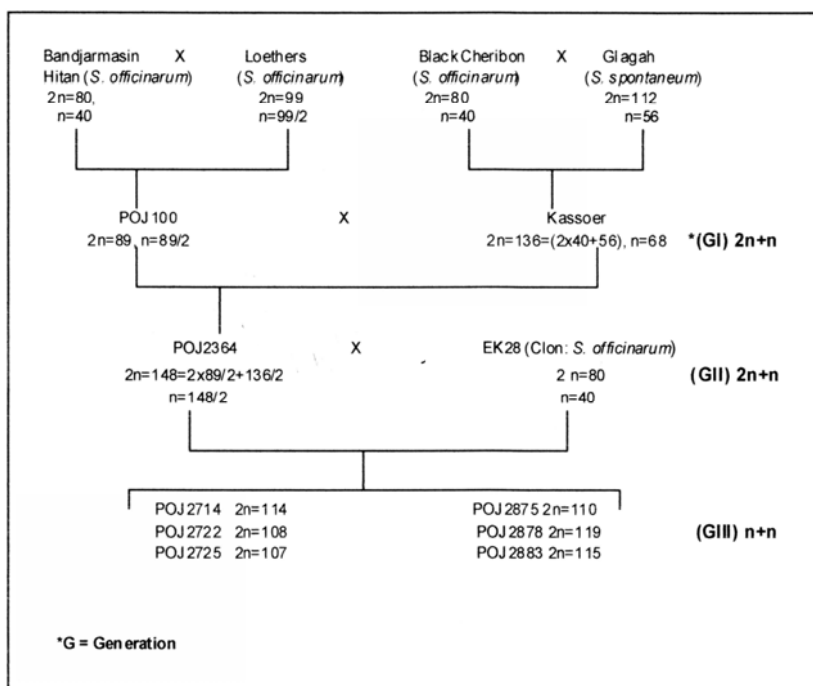 Bandjarmasin X Loethers Black Cheribon X Glagah
Hitan (S. officinarum) (S. officinarum) (S. officinarum) (S. spontaneum)
2n=80, 2n=99 2n=80 2n=112
n=40 n=99/2 n=40 n=56
POJ100 X Kassoer
2n=89, n=89/2 2n=136=(2x40+56), n=68 *(GI) 2n+n
POJ2364 X EK28 (Clon: S. officinarum)
2n=148=2x89/2+136/2 2 n=80 (GII) 2n+n
n=148/2 n=40
POJ2714 2n=114 POJ2875 2n=110
POJ2722 2n=108 POJ2878 2n=119 (GIII) n+n
POJ2725 2n=107 POJ2883 2n=115
*G = Generation